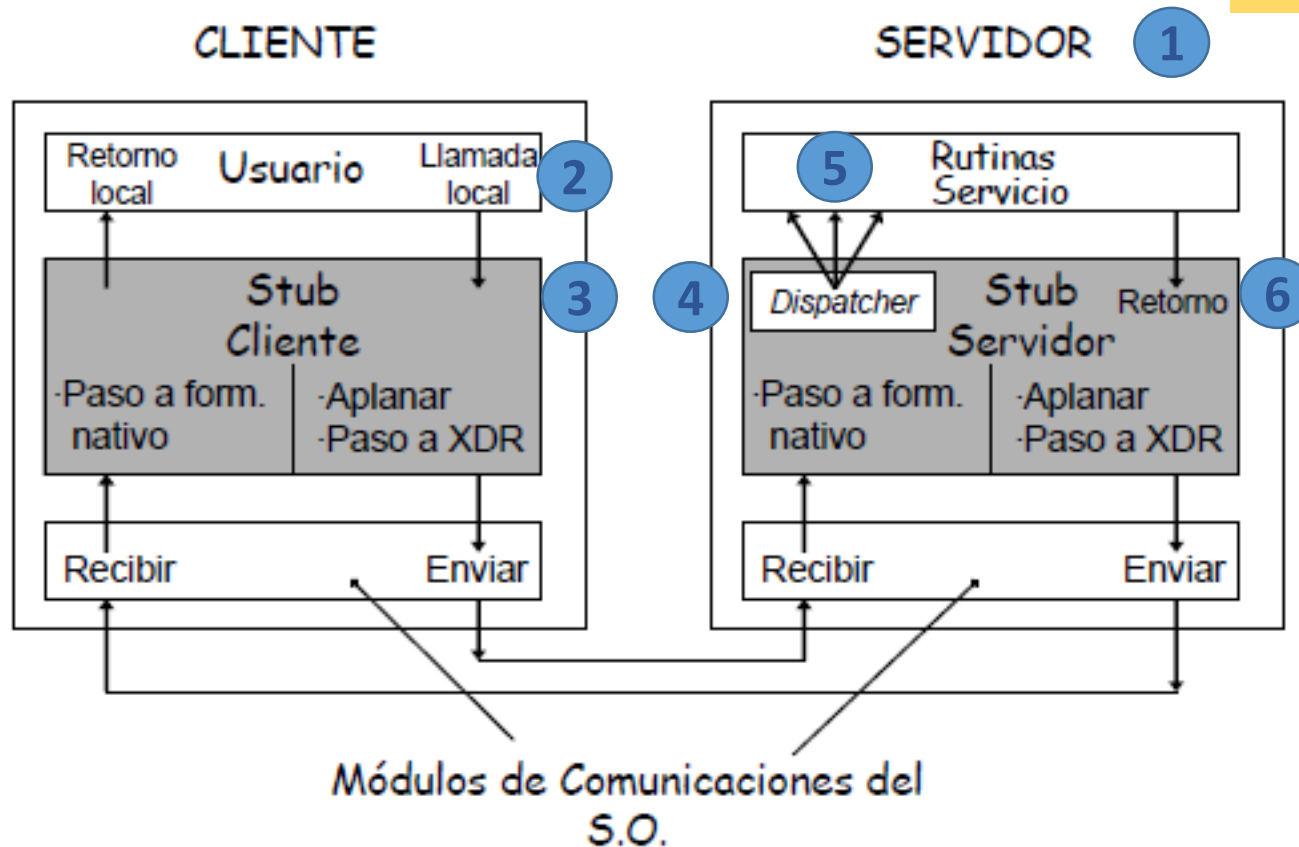 CLIENTE
SERVIDOR
1
Retorno
local
Usuario
Llamada
local
2
5
Rutinas
Servicio
Stub
Cliente
3
4
Dispatcher
Stub
Servidor
Retorno
6
·Paso a form.
nativo
·Aplanar
·Paso a XDR
·Paso a form.
nativo
·Aplanar
·Paso a XDR
Recibir
Enviar
Recibir
Enviar
Módulos de Comunicaciones del
S.O.